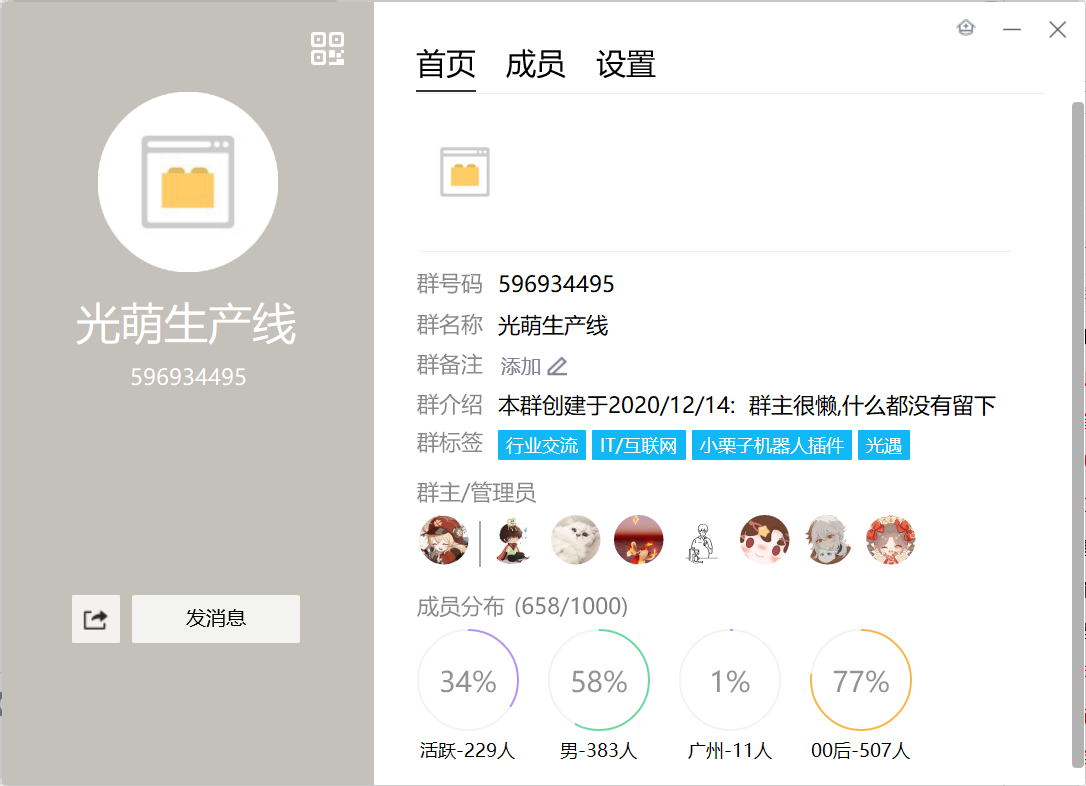 光萌生产线
596934495
发消息
首页 成员 设置
群号码 596934495
群名称 光萌生产线
群备注 添加
群介绍 本群创建于2020/12/14: 群主很懒,什么都没有留下
群标签 行业交流 IT/互联网 小栗子机器人插件 光遇
群主/管理员
成员分布 (658/1000)
34% 58% 1% 77%
活跃-229人 男-383人 广州-11人 00后-507人